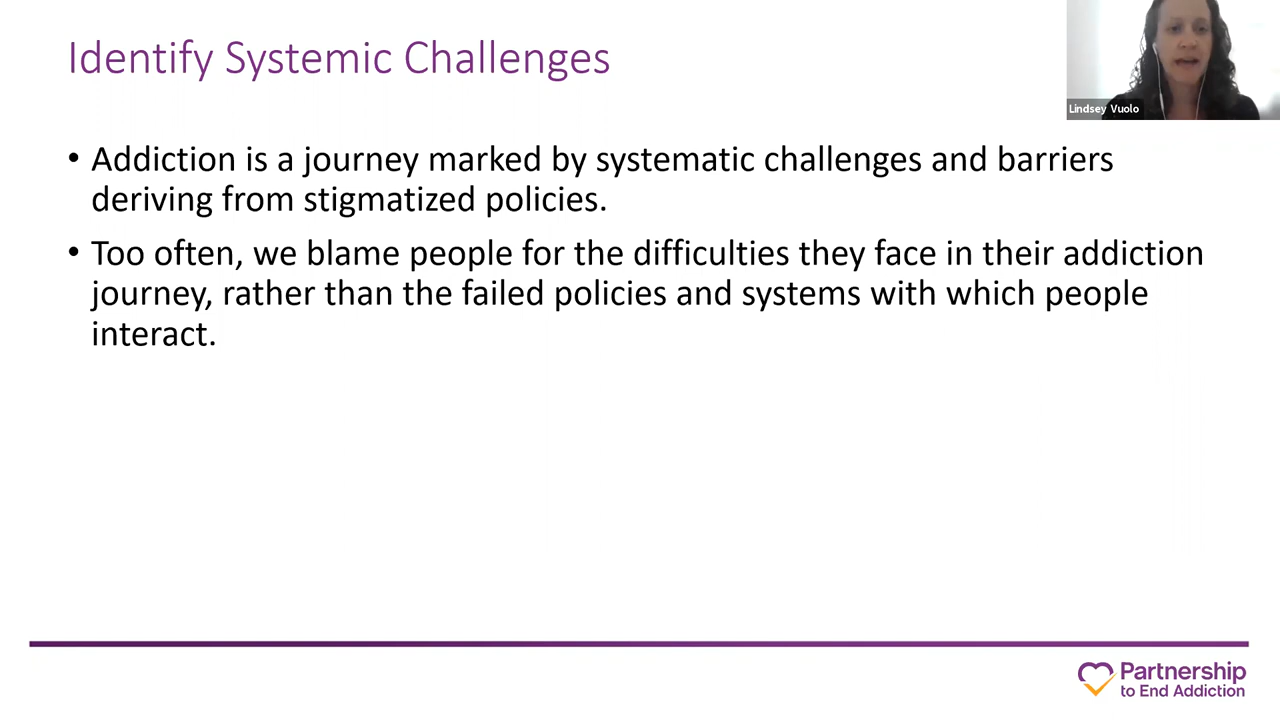 Identify Systemic Challenges
Lindsey Vuolo
• Addiction is a journey marked by systematic challenges and barriers
deriving from stigmatized policies.
• Too often, we blame people for the difficulties they face in their addiction
journey, rather than the failed policies and systems with which people
interact.
Partnership
to End Addiction